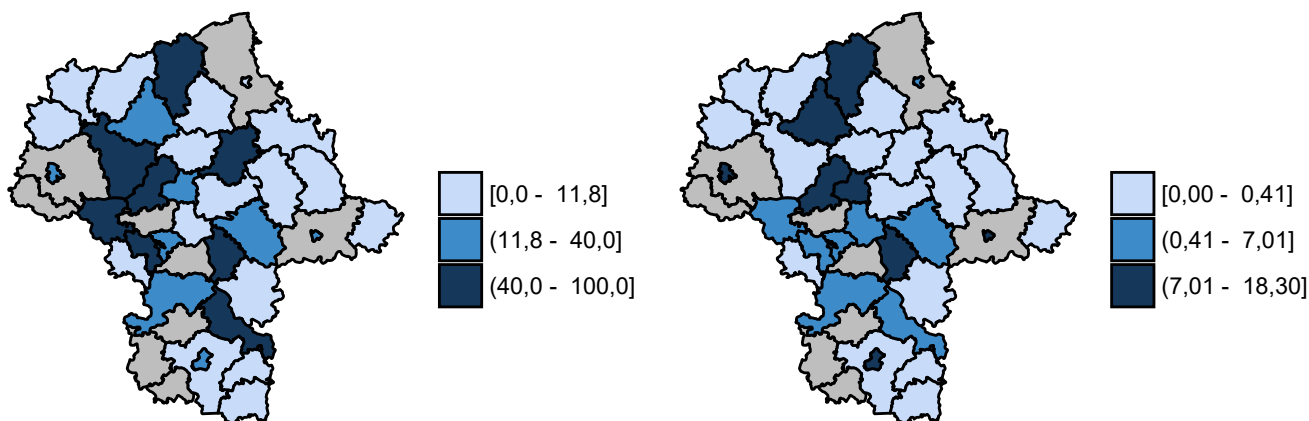 [0,0 - 11,8]
(11,8 - 40,0]
(40,0 - 100,0]
[0,00 - 0,41]
(0,41 - 7,01]
(7,01 - 18,30]